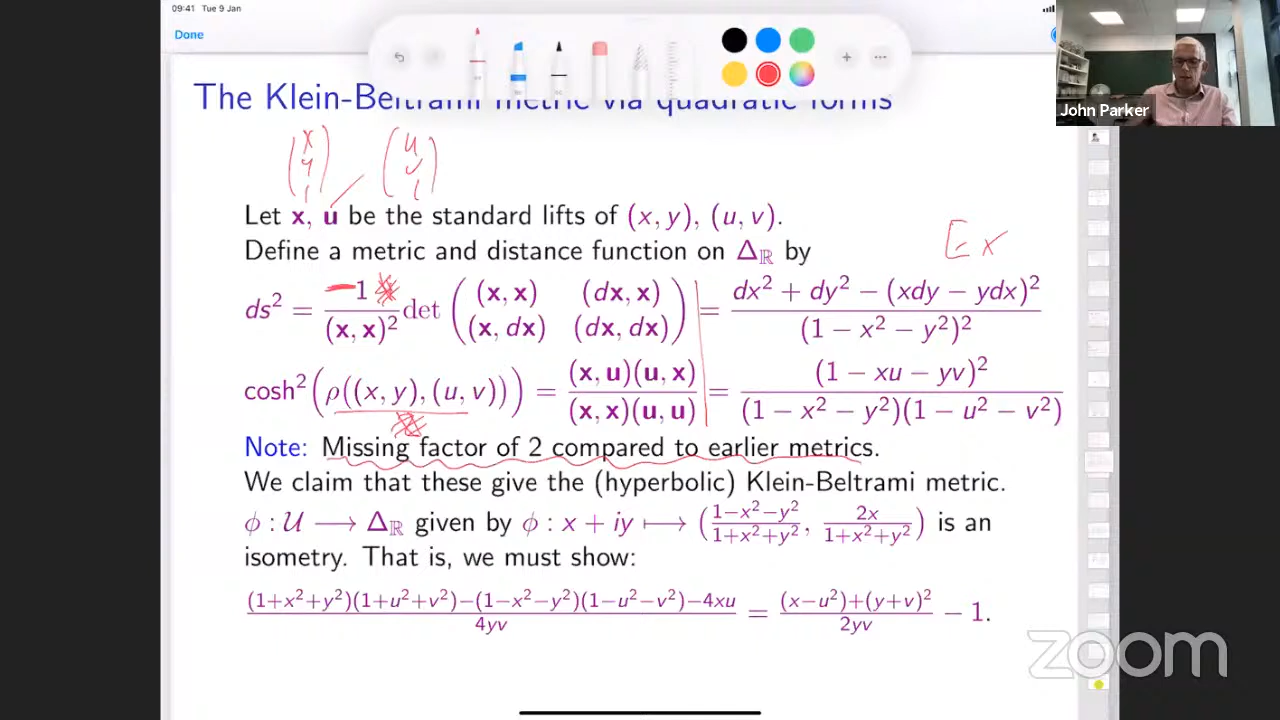 09:41 Tue 9 Jan
Done
John Parker
The Klein-Beltrami metric via quadratic forms
(x y 1) (u v 1)
Let x, u be the standard lifts of (x, y), (u, v).
Define a metric and distance function on Δ_ℝ by
Ex
ds² = −1/(x, x)² det ( (x, x) (dx, x) ; (x, dx) (dx, dx) ) = (dx² + dy² − (xdy − ydx)²)/(1 − x² − y²)²
cosh²(ρ((x, y), (u, v))) = (x, u)(u, x)/(x, x)(u, u) = (1 − xu − yv)²/(1 − x² − y²)(1 − u² − v²)
Note: Missing factor of 2 compared to earlier metrics.
We claim that these give the (hyperbolic) Klein-Beltrami metric.
ϕ : 𝒰 ⟶ Δ_ℝ given by ϕ : x + iy ⟼ ( (1−x²−y²)/(1+x²+y²), 2x/(1+x²+y²) ) is an
isometry. That is, we must show:
((1+x²+y²)(1+u²+v²)−(1−x²−y²)(1−u²−v²)−4xu)/4yv = ((x−u²)+(y+v)²)/2yv − 1.
zoom